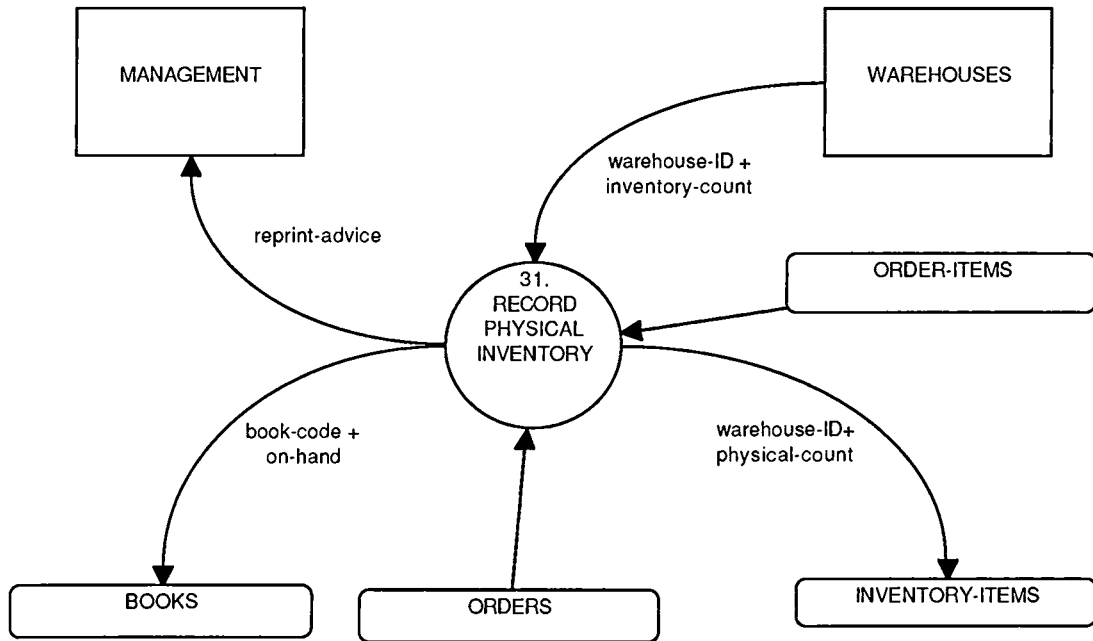 MANAGEMENT
WAREHOUSES
warehouse-ID +
inventory-count
reprint-advice
ORDER-ITEMS
31.
RECORD
PHYSICAL
INVENTORY
book-code +
on-hand
warehouse-ID+
physical-count
BOOKS
ORDERS
INVENTORY-ITEMS